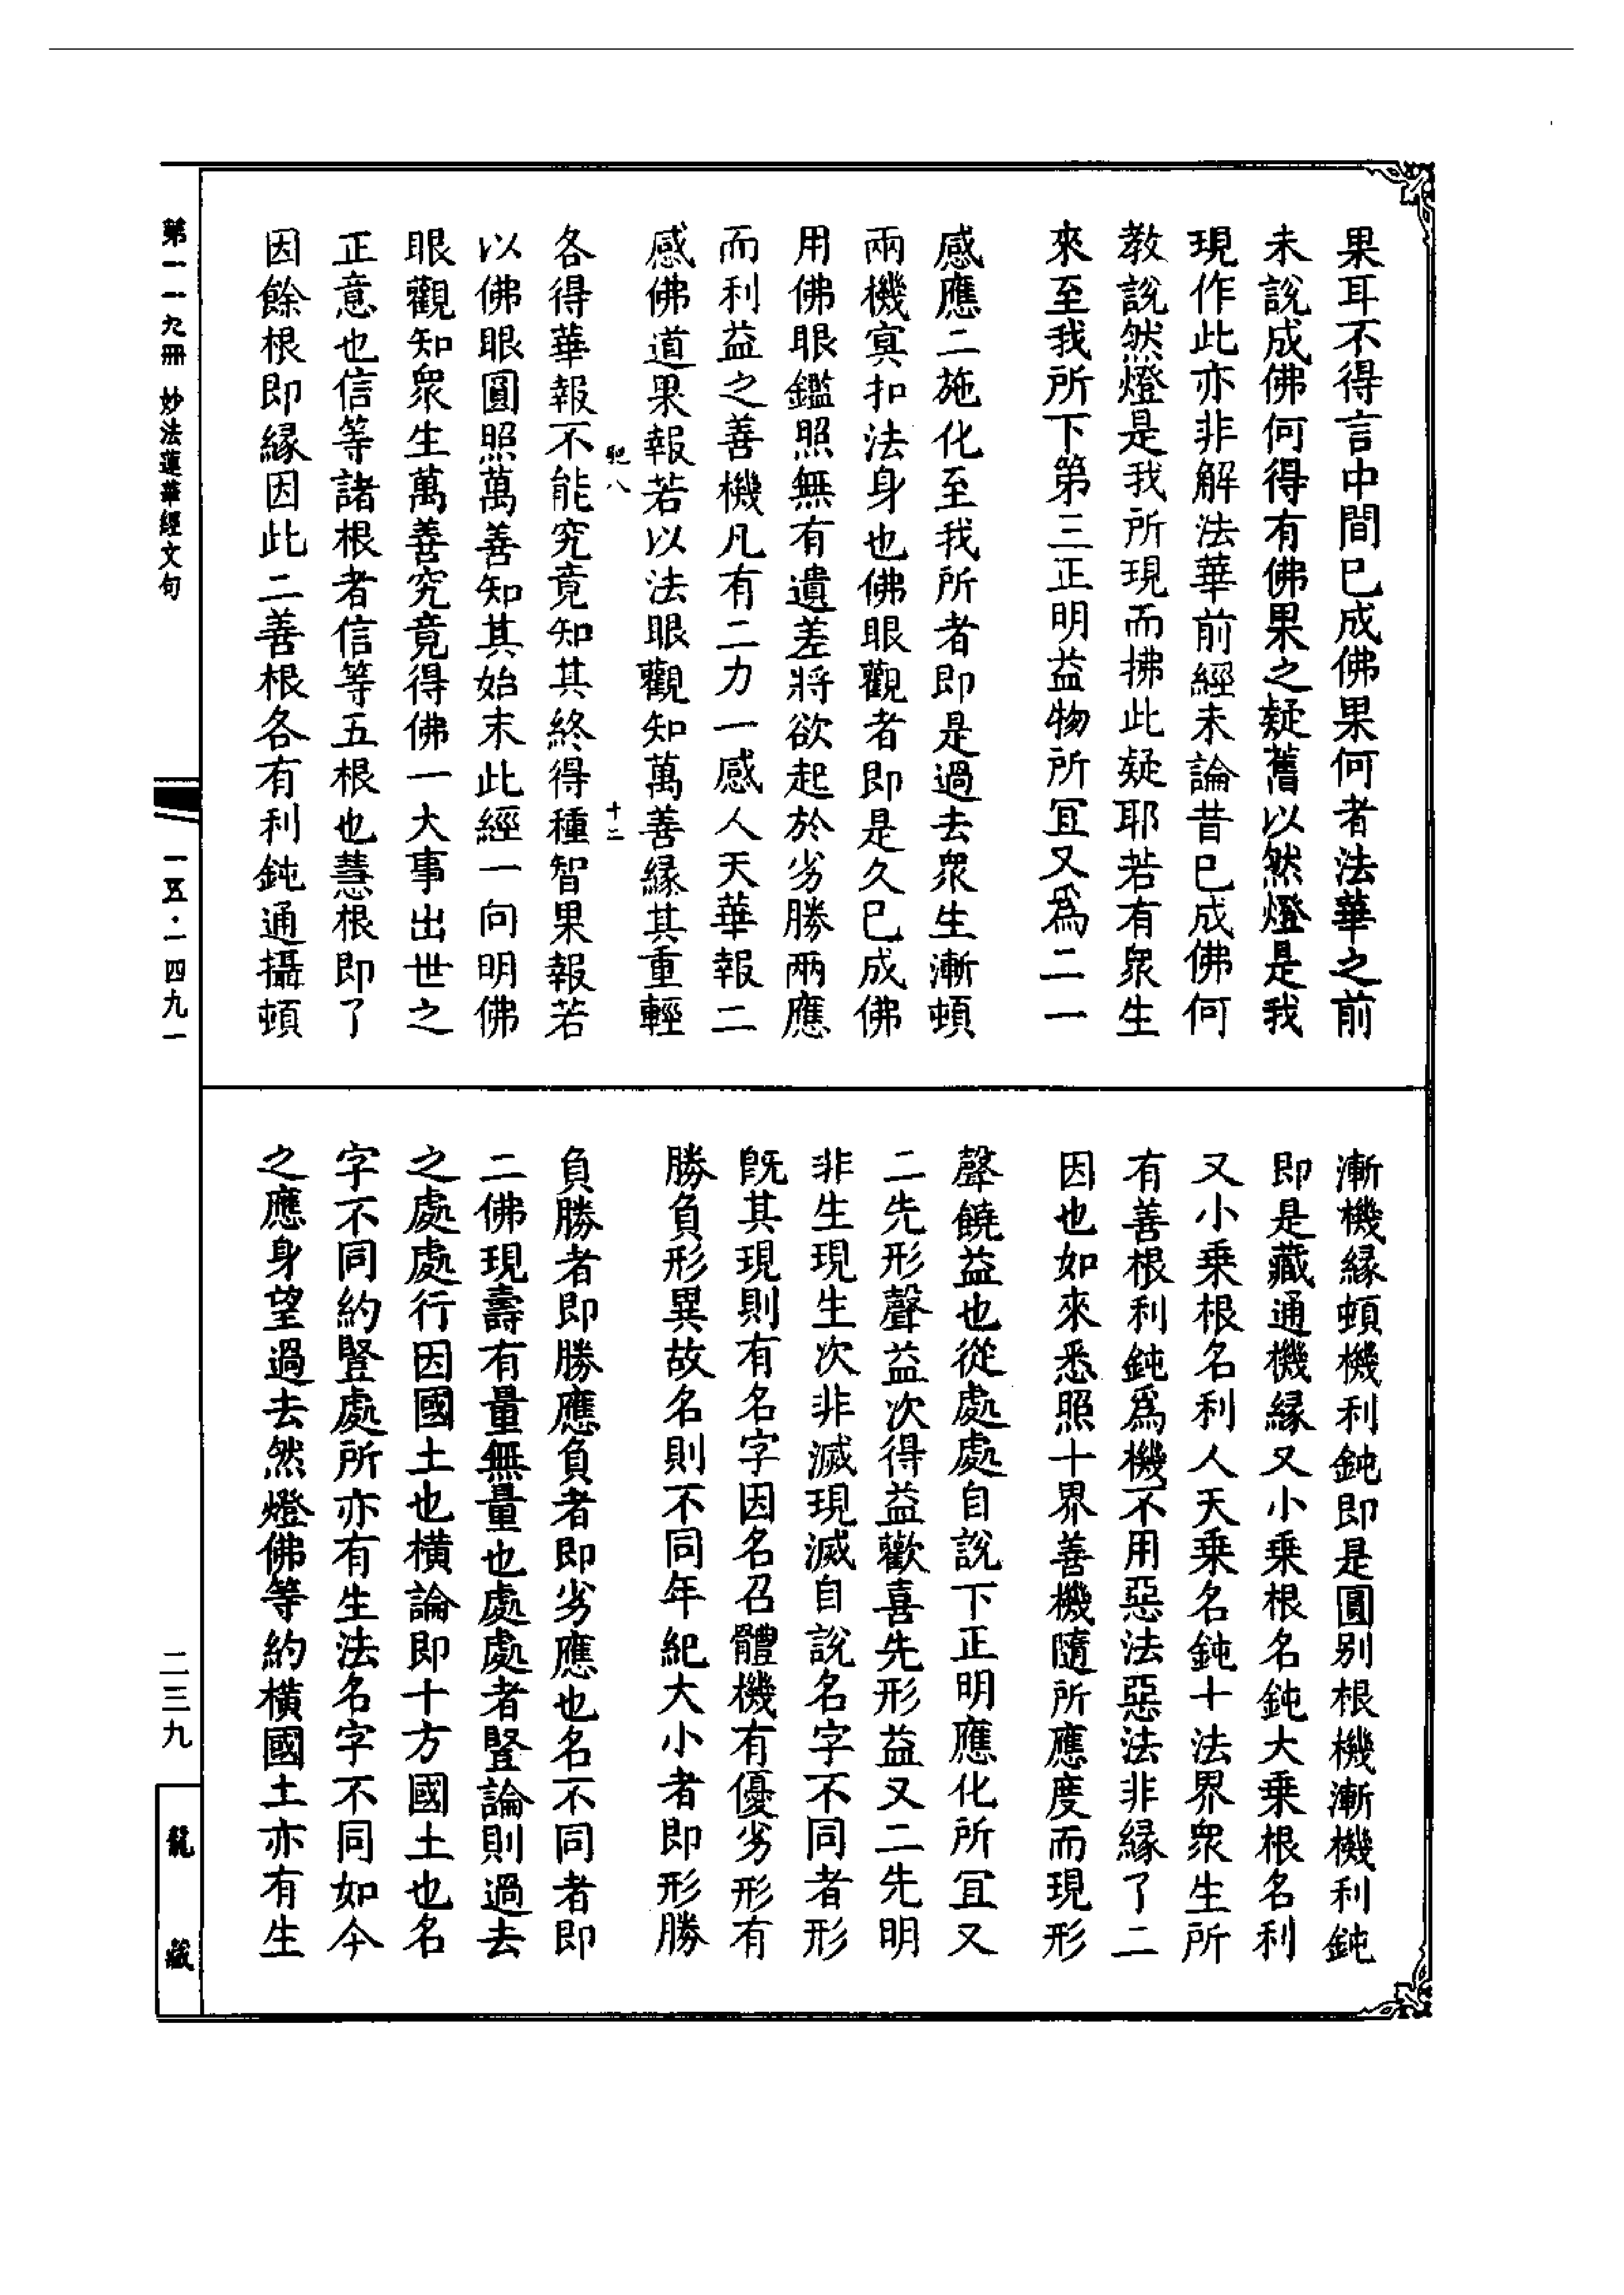 果耳不得言中間已成佛果何者法華之前
未說成佛何得有佛果之疑舊以然燈是我
現作此亦非解法華前經未論昔已成佛何
教說然燈是我所現而拂此疑耶若有衆生
來至我所下第三正明益物所宜又爲二一
感應二施化至我所者即是過去衆生漸頓
兩機寞扣法身也佛眼觀者即是久已成佛
用佛眼鑑照無有遺差將欲起於劣勝兩應
而利益之善機凡有二力一感人天華報二
感佛道果報若以法眼觀知萬善緣其重輕
䭾八 十二
各得華報不能究竟知其終得種智果報若
以佛眼圓照萬善知其始末此經一向明佛
眼觀知衆生萬善究竟得佛一大事出世之
正意也信等諸根者信等五根也慧根即了
因餘根即緣因此二善根各有利鈍通攝頓
漸機緣頓機利鈍即是圓別根機漸機利鈍
即是藏通機緣又小乗根名鈍大乗根名利
又小乗根名利人天乗名鈍十法界衆生所
有善根利鈍爲機不用惡法惡法非緣了二
因也如來悉照十界善機隨所應度而現形
聲饒益也從處處自說下正明應化所宜又
二先形聲益次得益歡喜先形益又二先明
非生現生次非滅現滅自說名字不同者形
旣其現則有名字因名召體機有優劣形有
勝負形異故名則不同年紀大小者即形勝
負勝者即勝應負者即劣應也名不同者即
二佛現壽有量無量也處處者豎論則過去
之處處行因國土也橫論即十方國土也名
字不同約豎處所亦有生法名字不同如今
之應身望過去然燈佛等約橫國土亦有生
第一一九冊 妙法蓮華經文句
一五·一四九一
二三九
龍藏